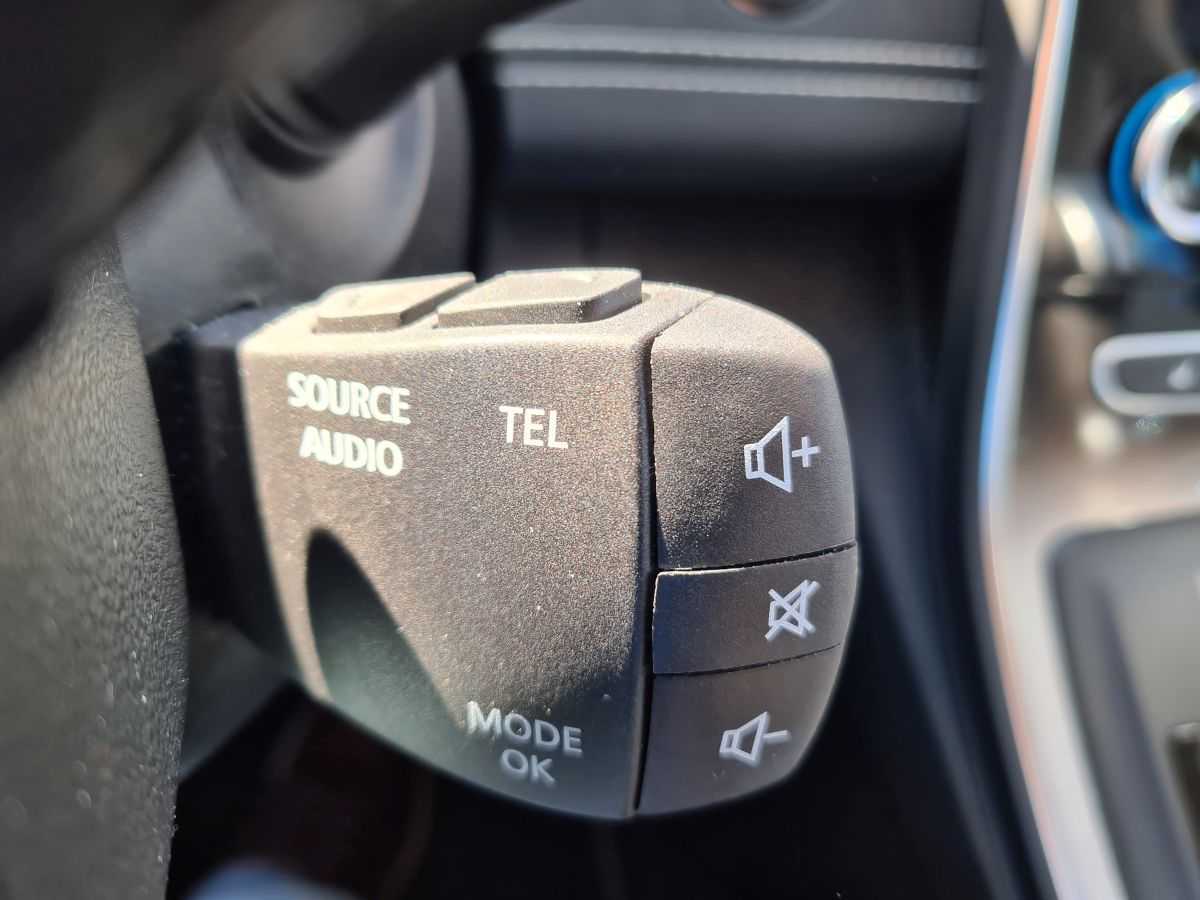 SOURCE
AUDIO
TEL
+
-
MODE
OK